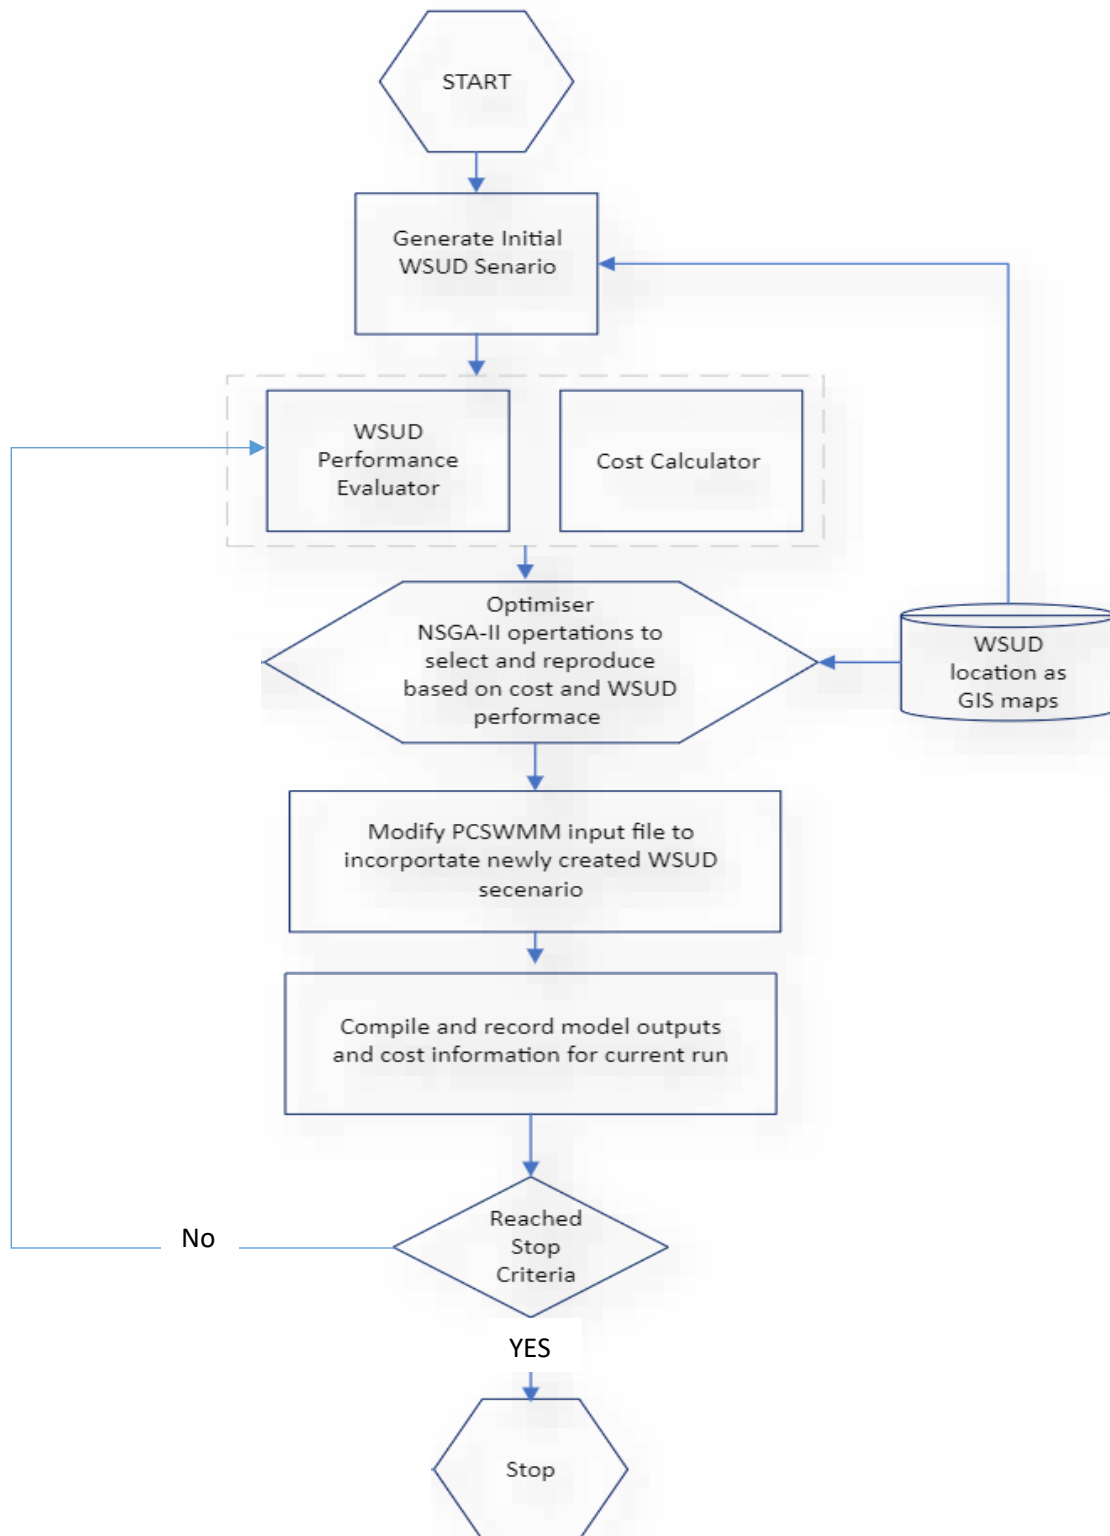 START
Generate Initial
WSUD Senario
WSUD
Performance
Evaluator
Cost Calculator
Optimiser
NSGA-II opertations to
select and reproduce
based on cost and WSUD
performace
WSUD
location as
GIS maps
Modify PCSWMM input file to
incorportate newly created WSUD
secenario
Compile and record model outputs
and cost information for current run
Reached
Stop
Criteria
No
YES
Stop